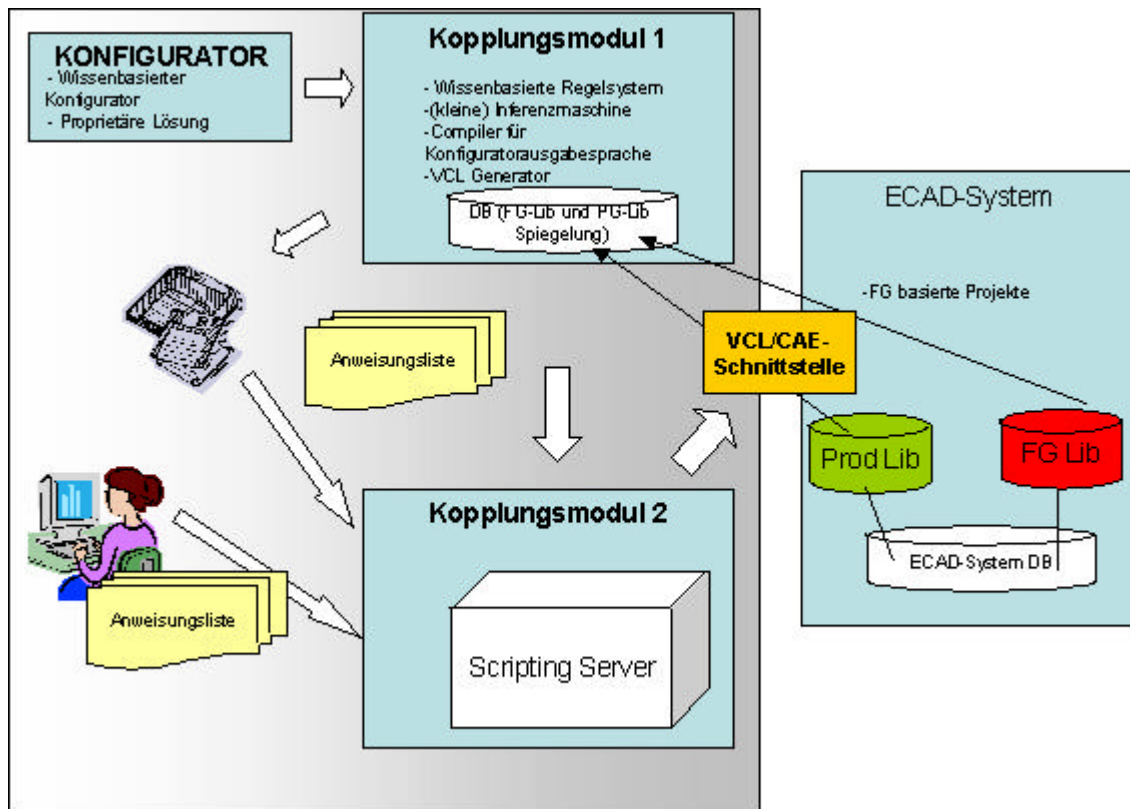 KONFIGURATOR
- Wissenbasierter
Konfigurator
- Proprietäre Lösung
Kopplungsmodul 1
- Wissenbasierte Regelsystem
-(kleine) Inferenzmaschine
-Compiler für
Konfiguratorausgabesprache
-VCL Generator
DB (FG-Lib und PG-Lib
Spiegelung)
ECAD-System
-FG basierte Projekte
VCL/CAE-
Schnittstelle
Anweisungsliste
Prod Lib
FG Lib
ECAD-System DB
Kopplungsmodul 2
Anweisungsliste
Scripting Server